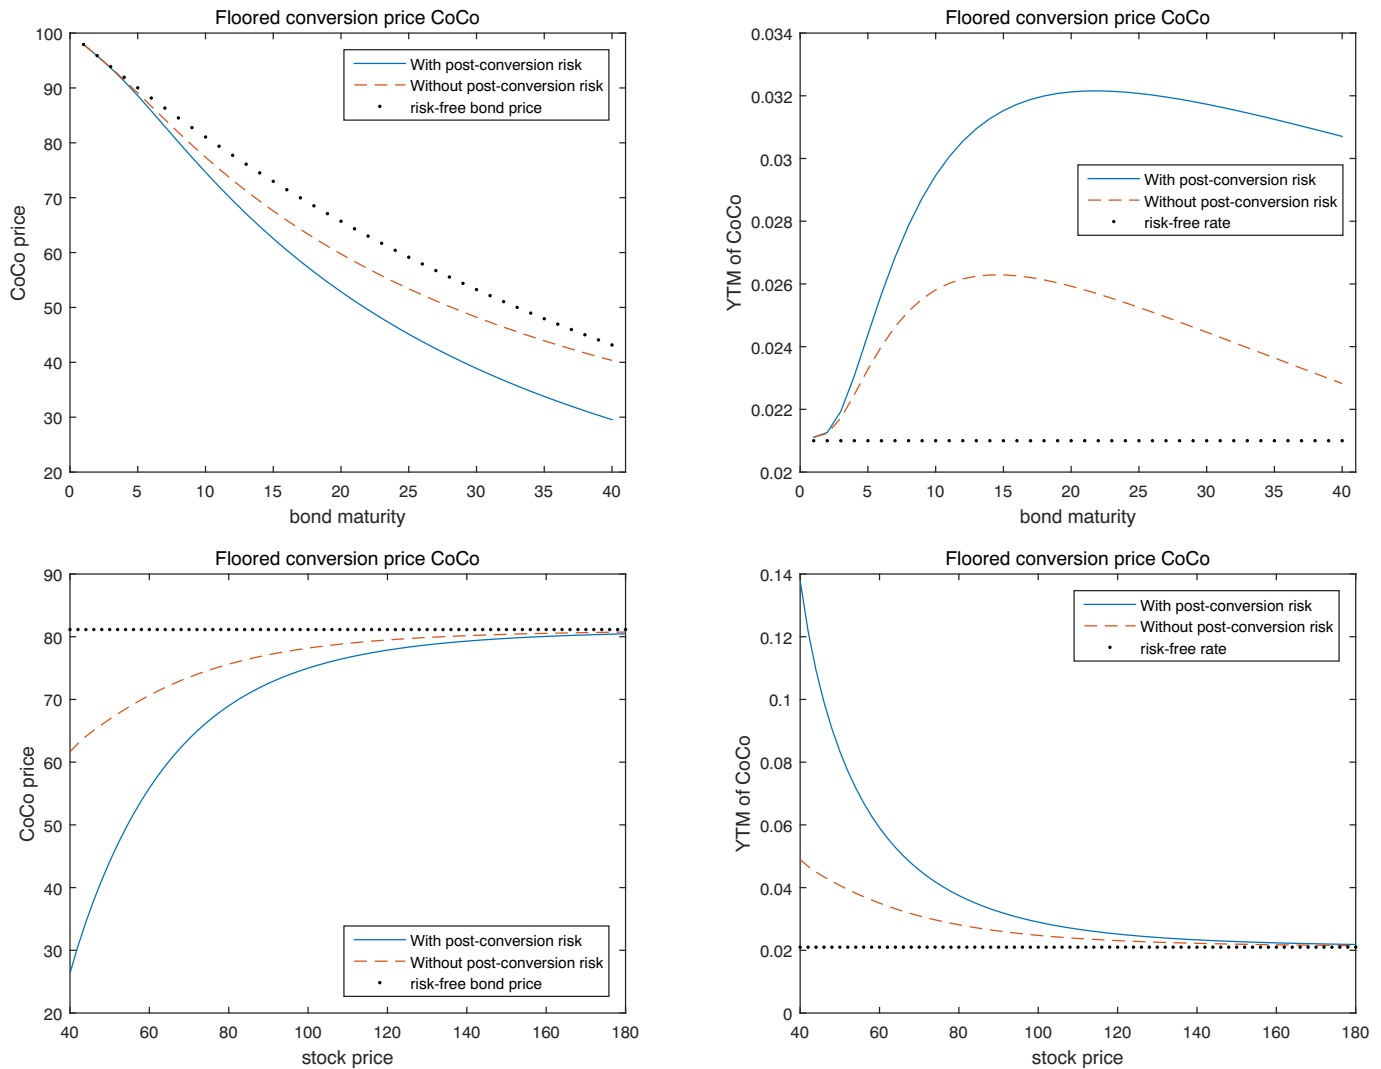 Floored conversion price CoCo
100
90
80
70
60
50
40
30
20
CoCo price
With post-conversion risk
Without post-conversion risk
risk-free bond price
0 5 10 15 20 25 30 35 40
bond maturity
Floored conversion price CoCo
0.034
0.032
0.03
0.028
0.026
0.024
0.022
0.02
YTM of CoCo
With post-conversion risk
Without post-conversion risk
risk-free rate
0 5 10 15 20 25 30 35 40
bond maturity
Floored conversion price CoCo
90
80
70
60
50
40
30
20
CoCo price
With post-conversion risk
Without post-conversion risk
risk-free bond price
40 60 80 100 120 140 160 180
stock price
Floored conversion price CoCo
0.14
0.12
0.1
0.08
0.06
0.04
0.02
0
YTM of CoCo
With post-conversion risk
Without post-conversion risk
risk-free rate
40 60 80 100 120 140 160 180
stock price